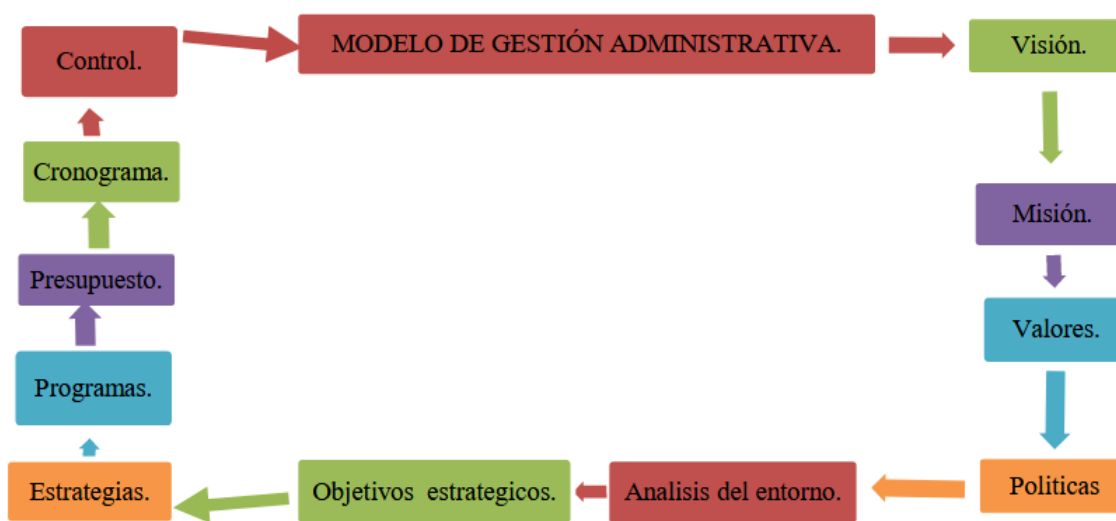 MODELO DE GESTIÓN ADMINISTRATIVA.
Visión.
Misión.
Valores.
Politicas
Analisis del entorno.
Objetivos estrategicos.
Estrategias.
Programas.
Presupuesto.
Cronograma.
Control.